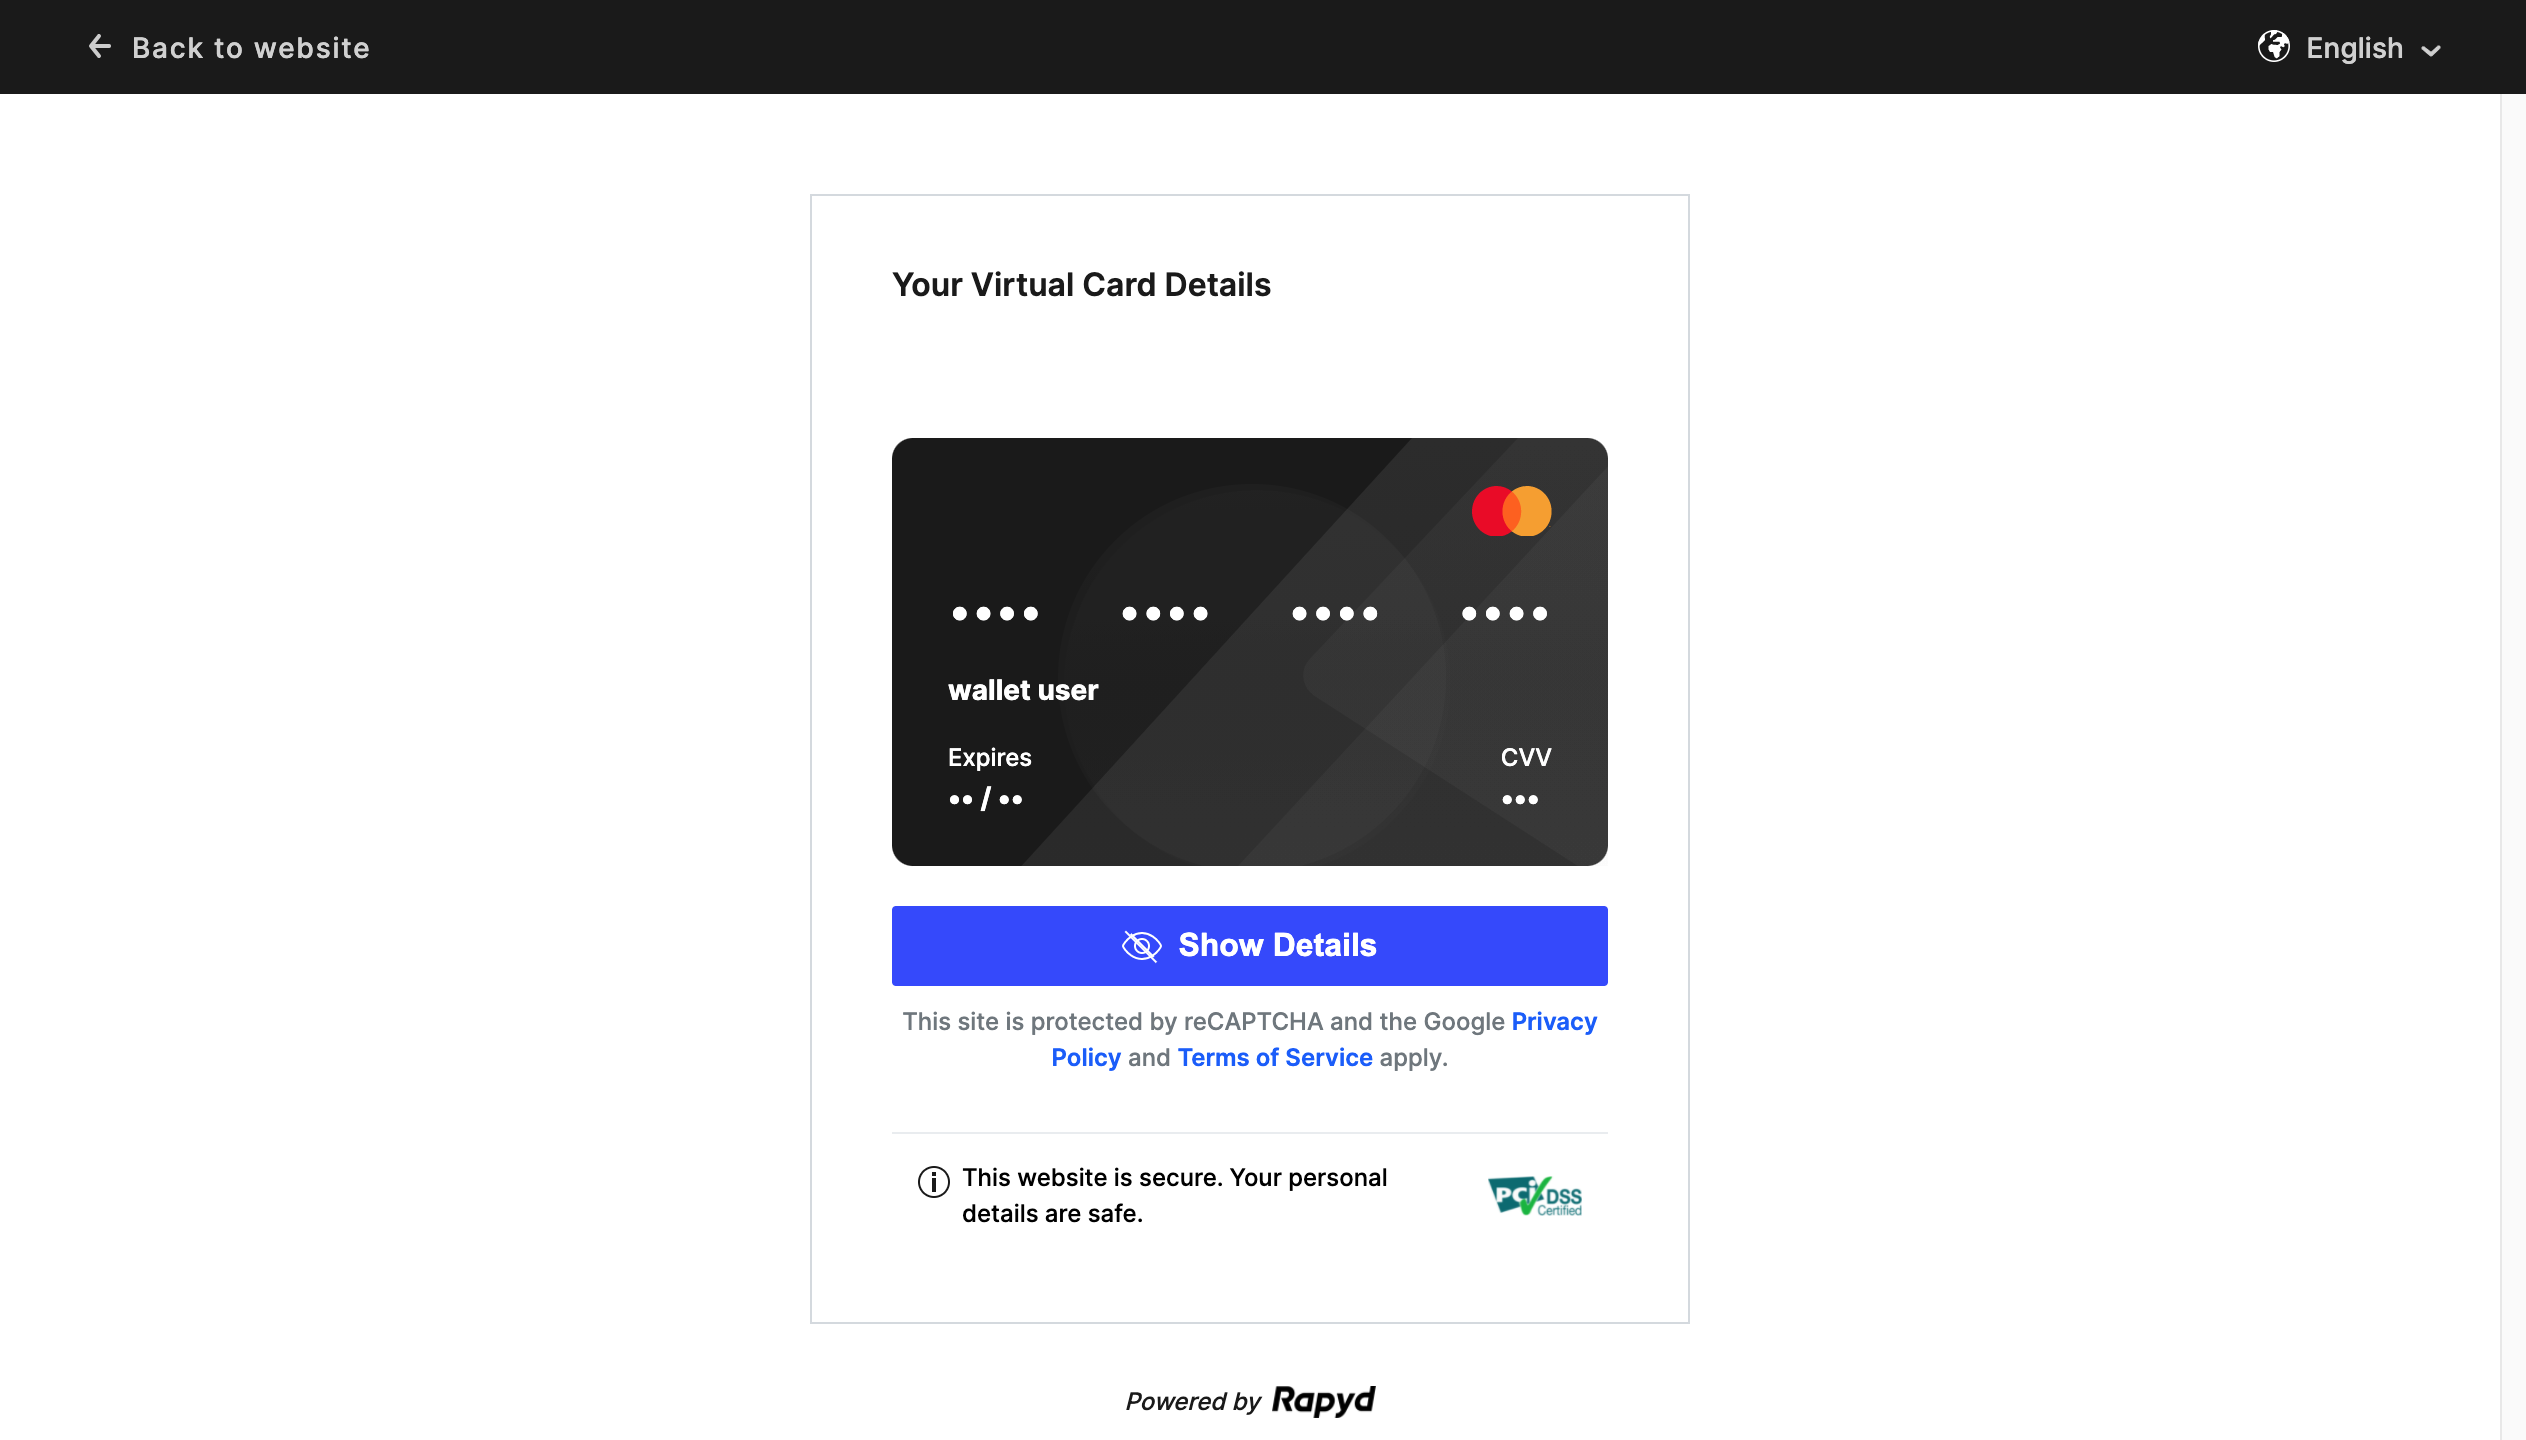 Back to website
English
Your Virtual Card Details
•••• •••• •••• ••••
wallet user
Expires CVV
•• / •• •••
Show Details
This site is protected by reCAPTCHA and the Google Privacy
Policy and Terms of Service apply.
This website is secure. Your personal
details are safe.
PCI DSS
Certified
Powered by Rapyd